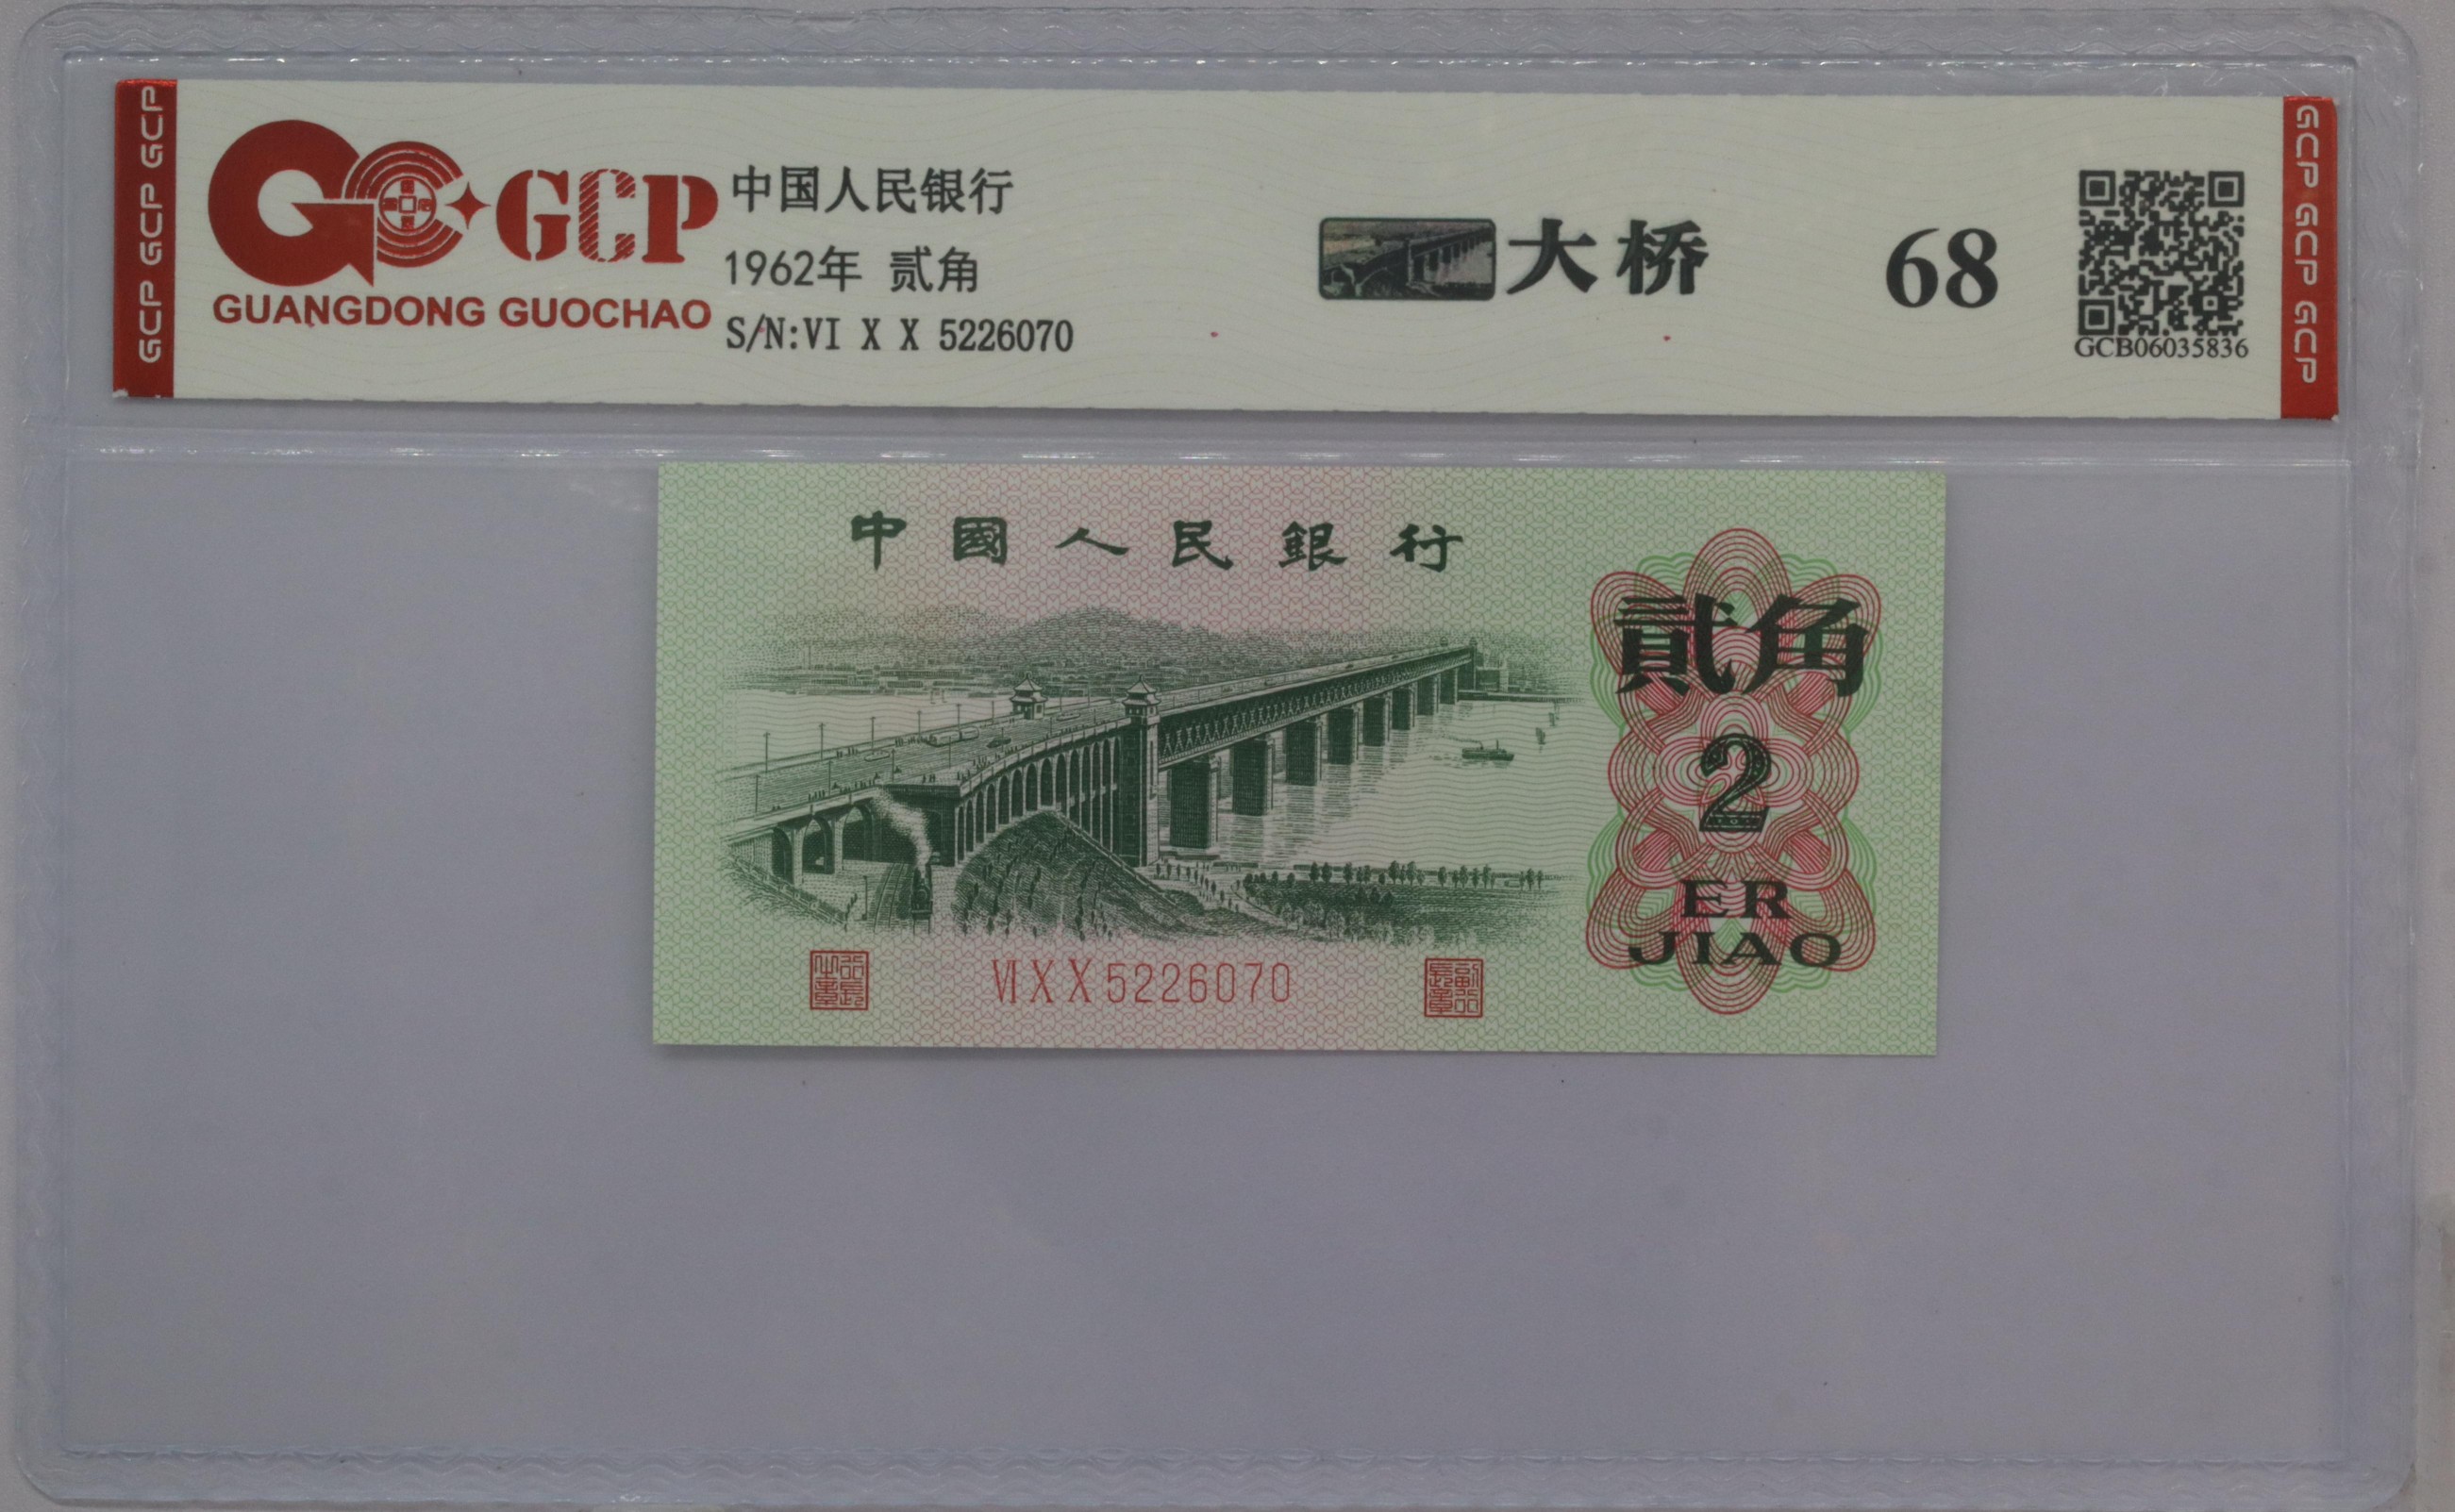 GCP GCP GCP
GCP
GUANGDONG GUOCHAO
中国人民银行
1962年 贰角
S/N:VI X X 5226070
大桥
68
GCB06035836
GCP GCP GCP
中國人民銀行
貳角
2
ER
JIAO
ⅥXX5226070